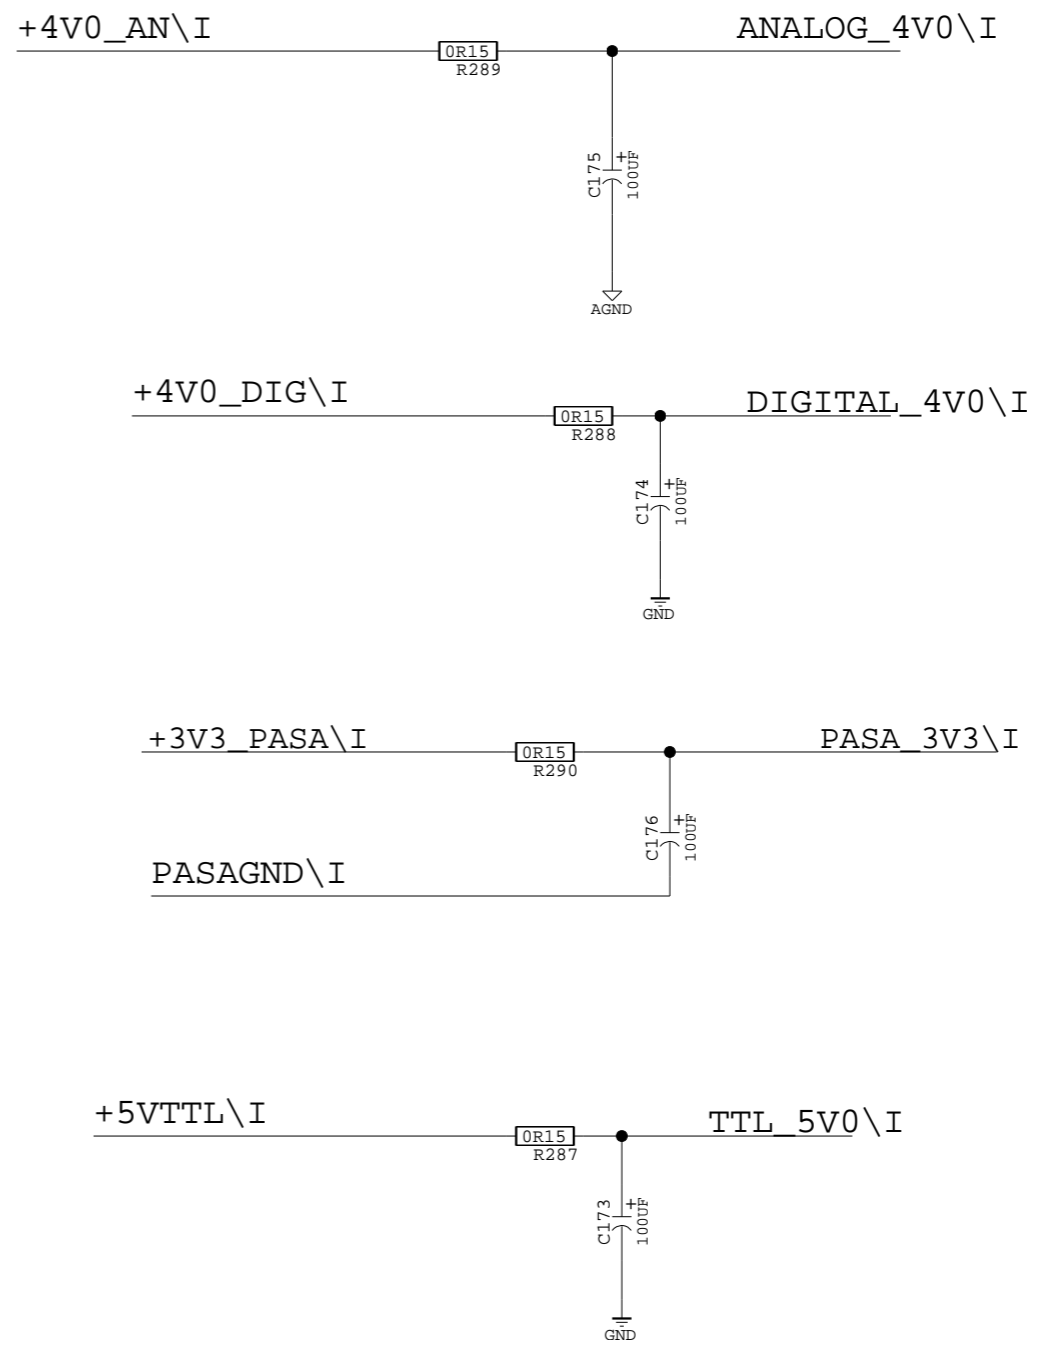 +4V0_AN\I
ANALOG_4V0\I
0R15
R289
C175
+
100UF
AGND
+4V0_DIG\I
DIGITAL_4V0\I
0R15
R288
C174
+
100UF
GND
+3V3_PASA\I
PASA_3V3\I
0R15
R290
C176
+
100UF
PASAGND\I
+5VTTL\I
TTL_5V0\I
0R15
R287
C173
+
100UF
GND